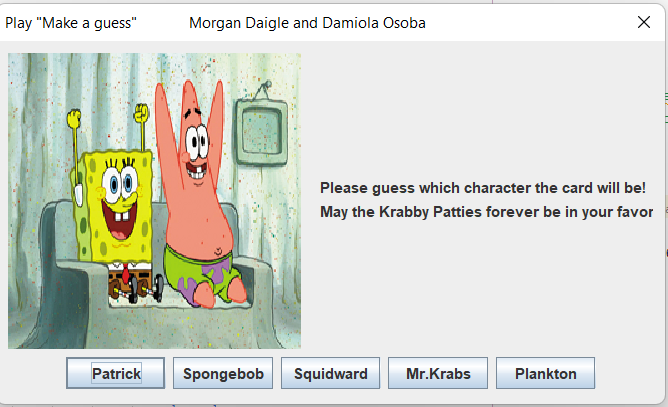 Play "Make a guess" Morgan Daigle and Damiola Osoba
Please guess which character the card will be!
May the Krabby Patties forever be in your favor
Patrick Spongebob Squidward Mr.Krabs Plankton